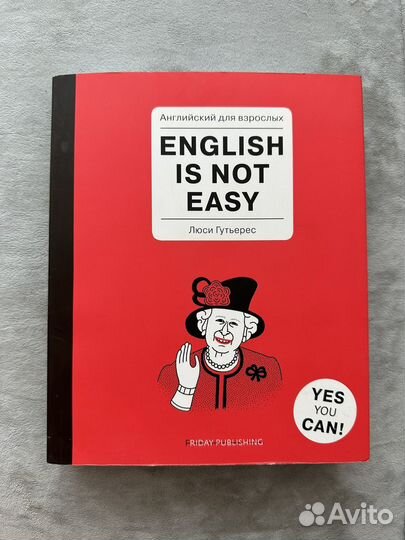 Английский для взрослых
ENGLISH
IS NOT
EASY
Люси Гутьерес
YES
YOU
CAN!
FRIDAY PUBLISHING
Avito